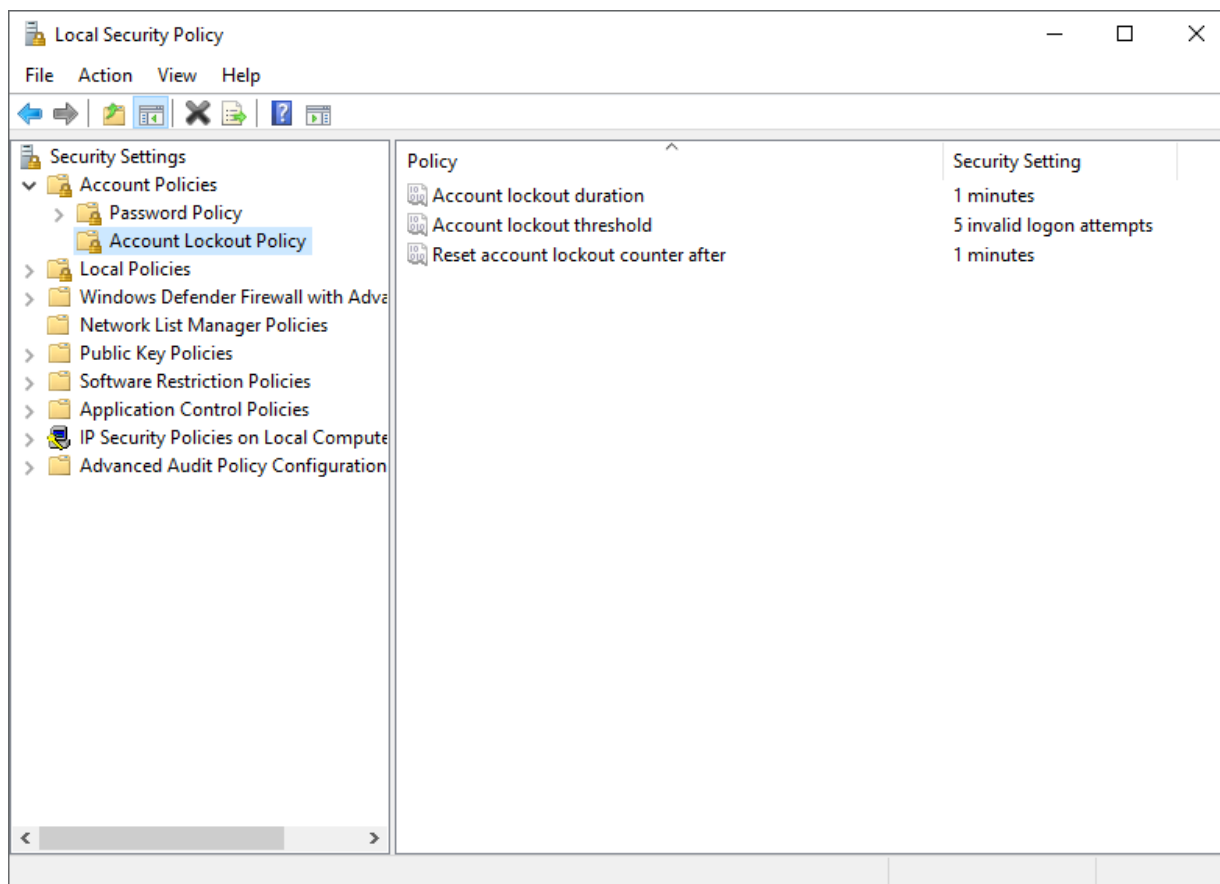 Local Security Policy
File Action View Help
Security Settings
Account Policies
Password Policy
Account Lockout Policy
Local Policies
Windows Defender Firewall with Adva
Network List Manager Policies
Public Key Policies
Software Restriction Policies
Application Control Policies
IP Security Policies on Local Compute
Advanced Audit Policy Configuration
Policy Security Setting
Account lockout duration 1 minutes
Account lockout threshold 5 invalid logon attempts
Reset account lockout counter after 1 minutes